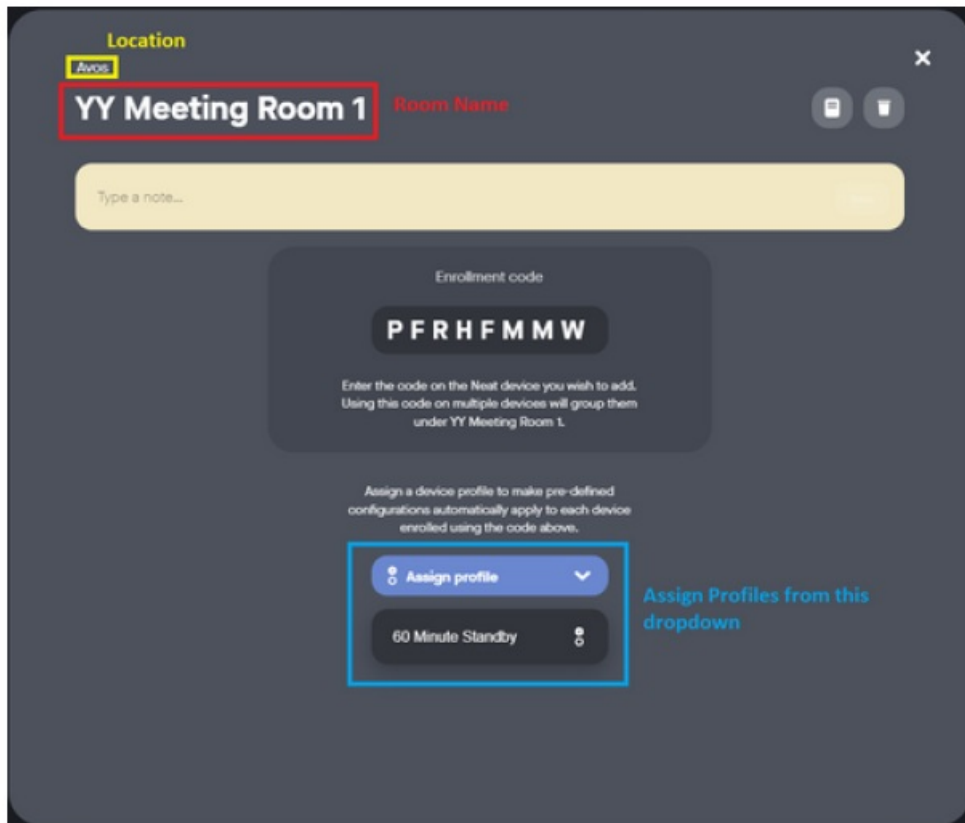 Location
Avos
YY Meeting Room 1
Room Name
Type a note...
Enrollment code
PFRHFMMW
Enter the code on the Neat device you wish to add.
Using this code on multiple devices will group them
under YY Meeting Room 1.
Assign a device profile to make pre-defined
configurations automatically apply to each device
enrolled using the code above.
Assign profile
60 Minute Standby
Assign Profiles from this
dropdown